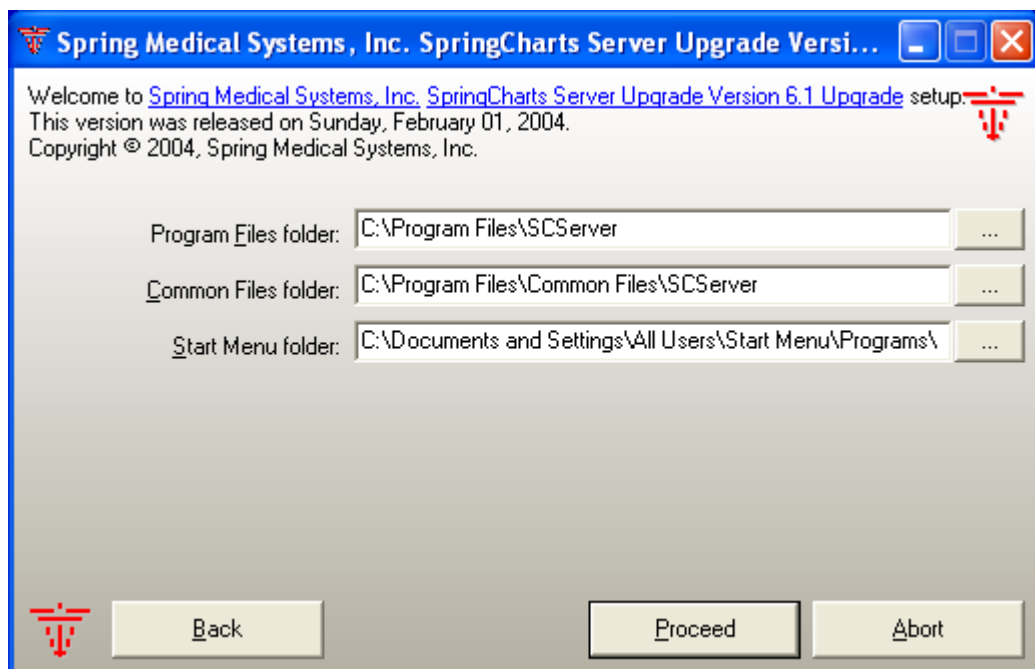 Spring Medical Systems, Inc. SpringCharts Server Upgrade Versi...
Welcome to Spring Medical Systems, Inc. SpringCharts Server Upgrade Version 6.1 Upgrade setup.
This version was released on Sunday, February 01, 2004.
Copyright © 2004, Spring Medical Systems, Inc.
Program Files folder: C:\Program Files\SCServer ...
Common Files folder: C:\Program Files\Common Files\SCServer ...
Start Menu folder: C:\Documents and Settings\All Users\Start Menu\Programs\ ...
Back Proceed Abort